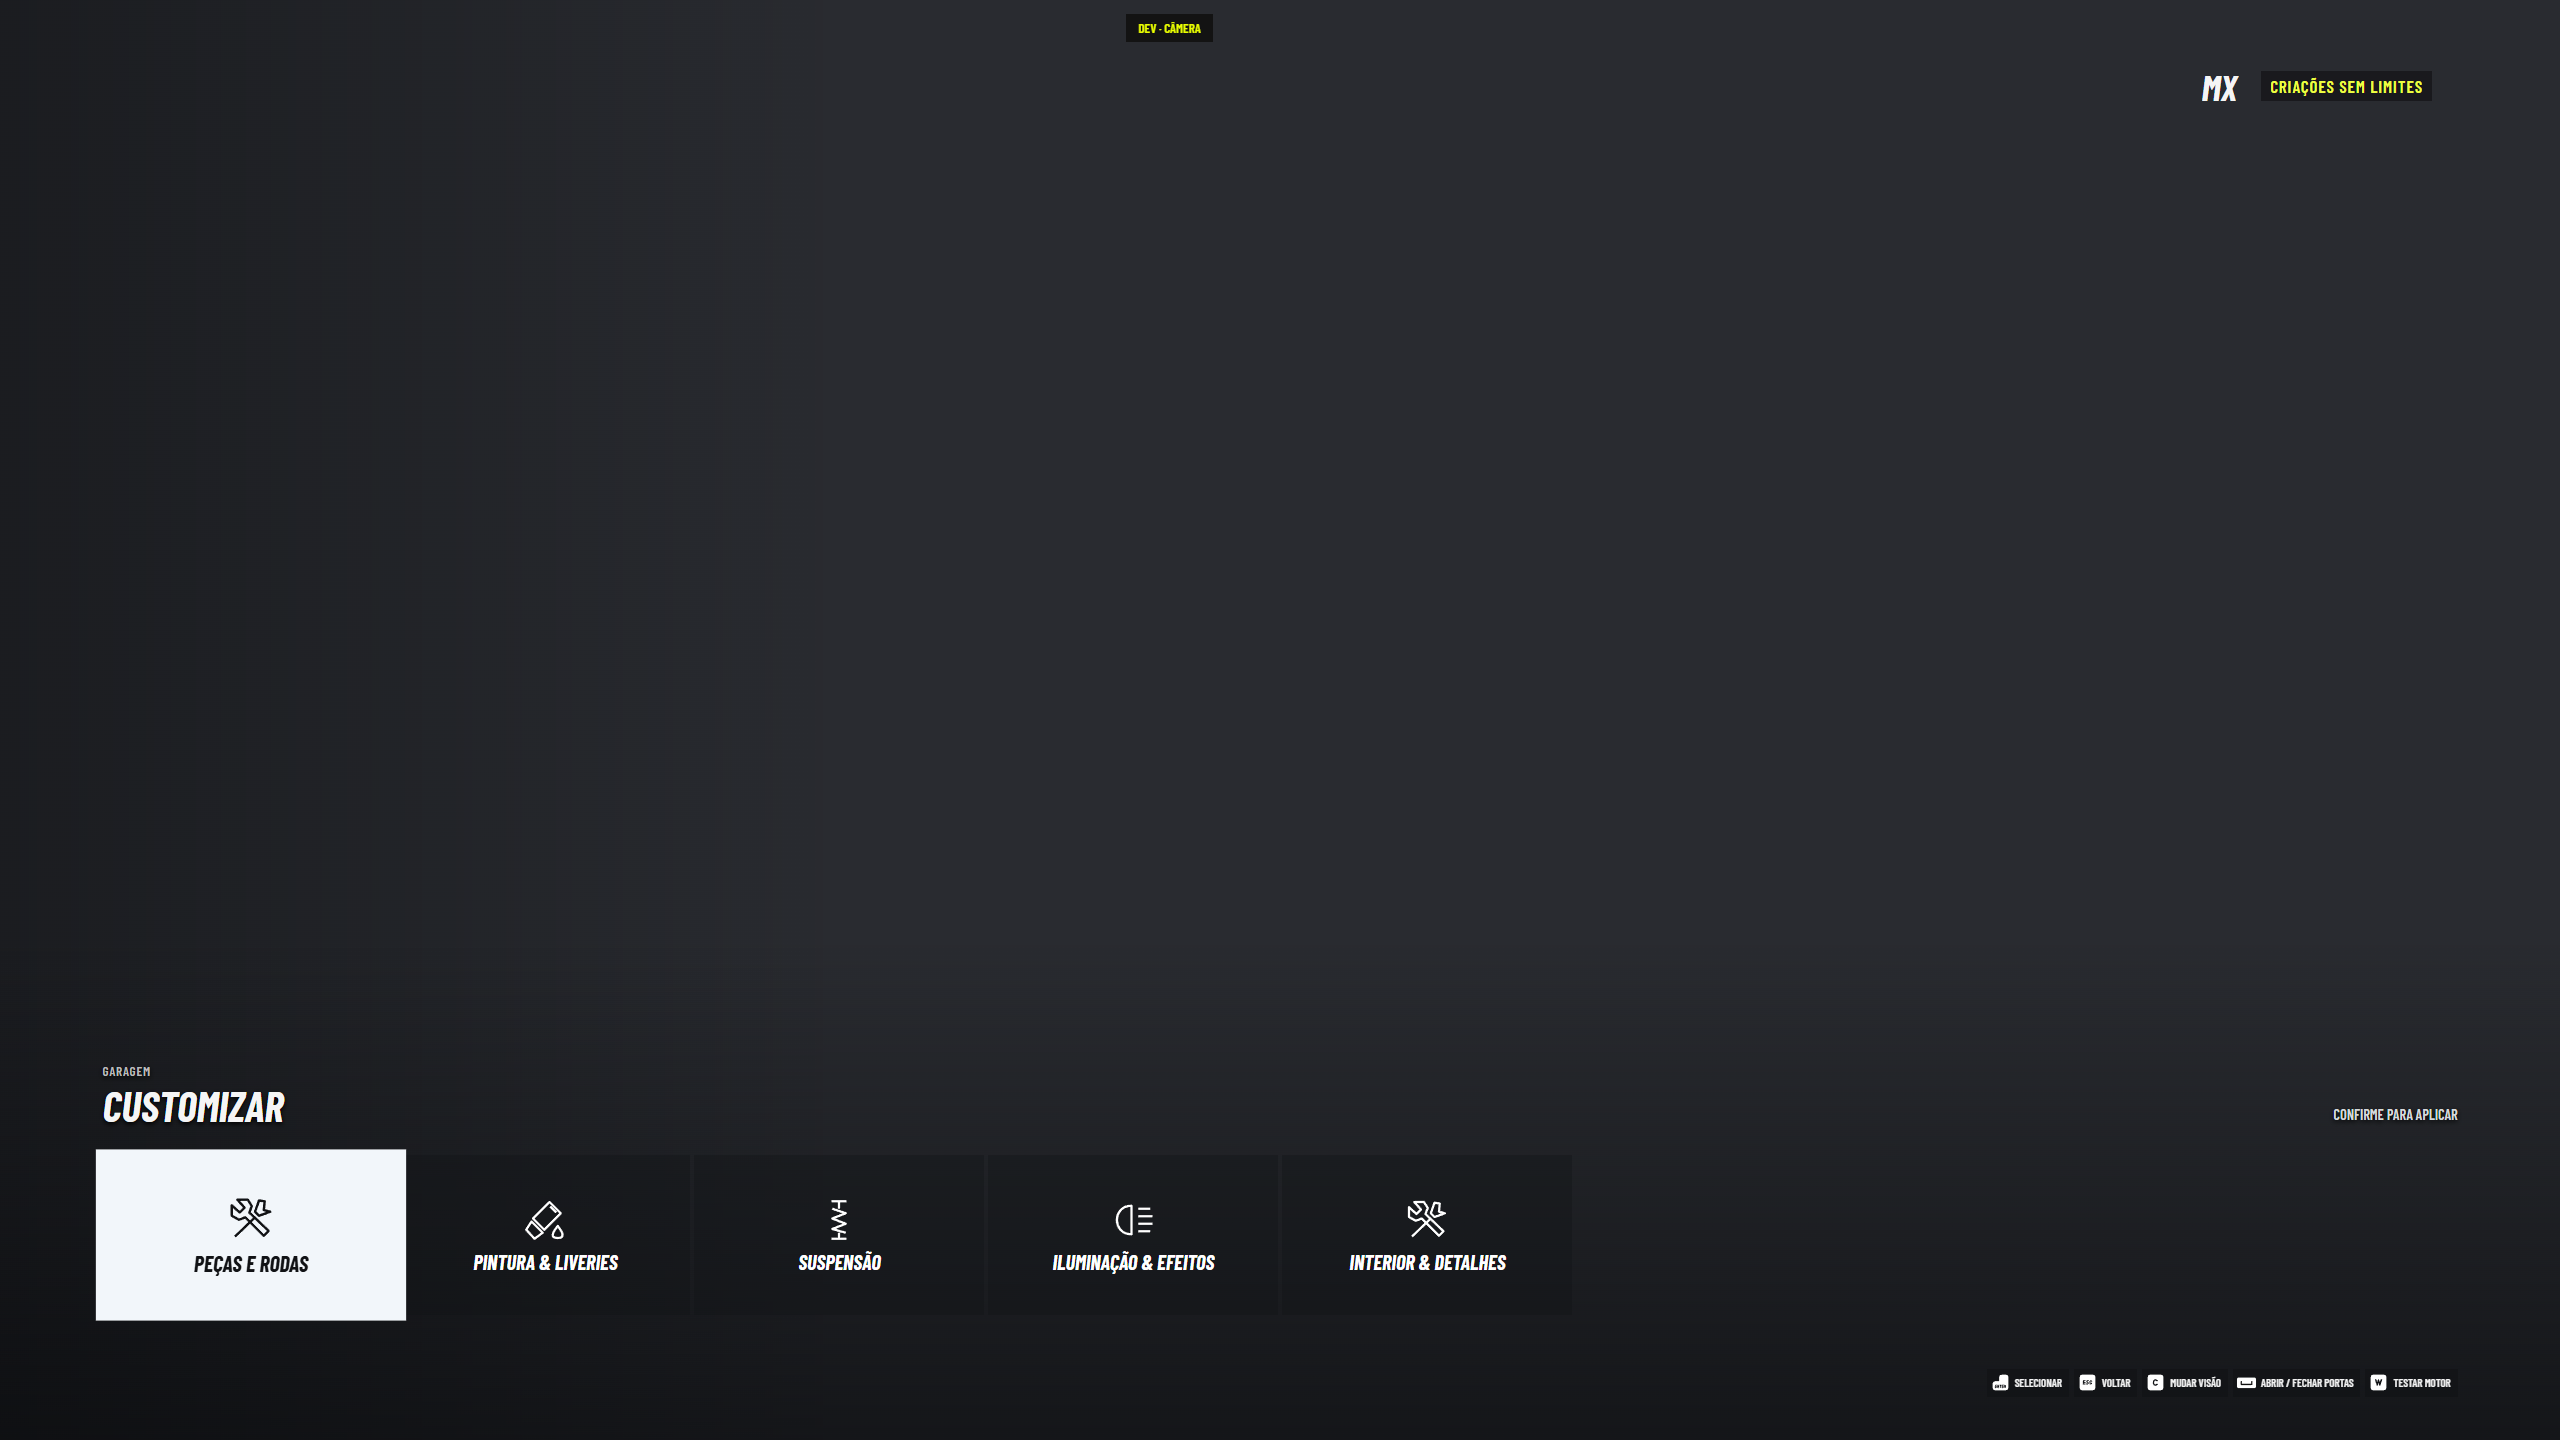 DEV - CÂMERA
MX
CRIAÇÕES SEM LIMITES
GARAGEM
CUSTOMIZAR
CONFIRME PARA APLICAR
PEÇAS E RODAS
PINTURA & LIVERIES
SUSPENSÃO
ILUMINAÇÃO & EFEITOS
INTERIOR & DETALHES
ENTER SELECIONAR ESC VOLTAR C MUDAR VISÃO ABRIR / FECHAR PORTAS W TESTAR MOTOR